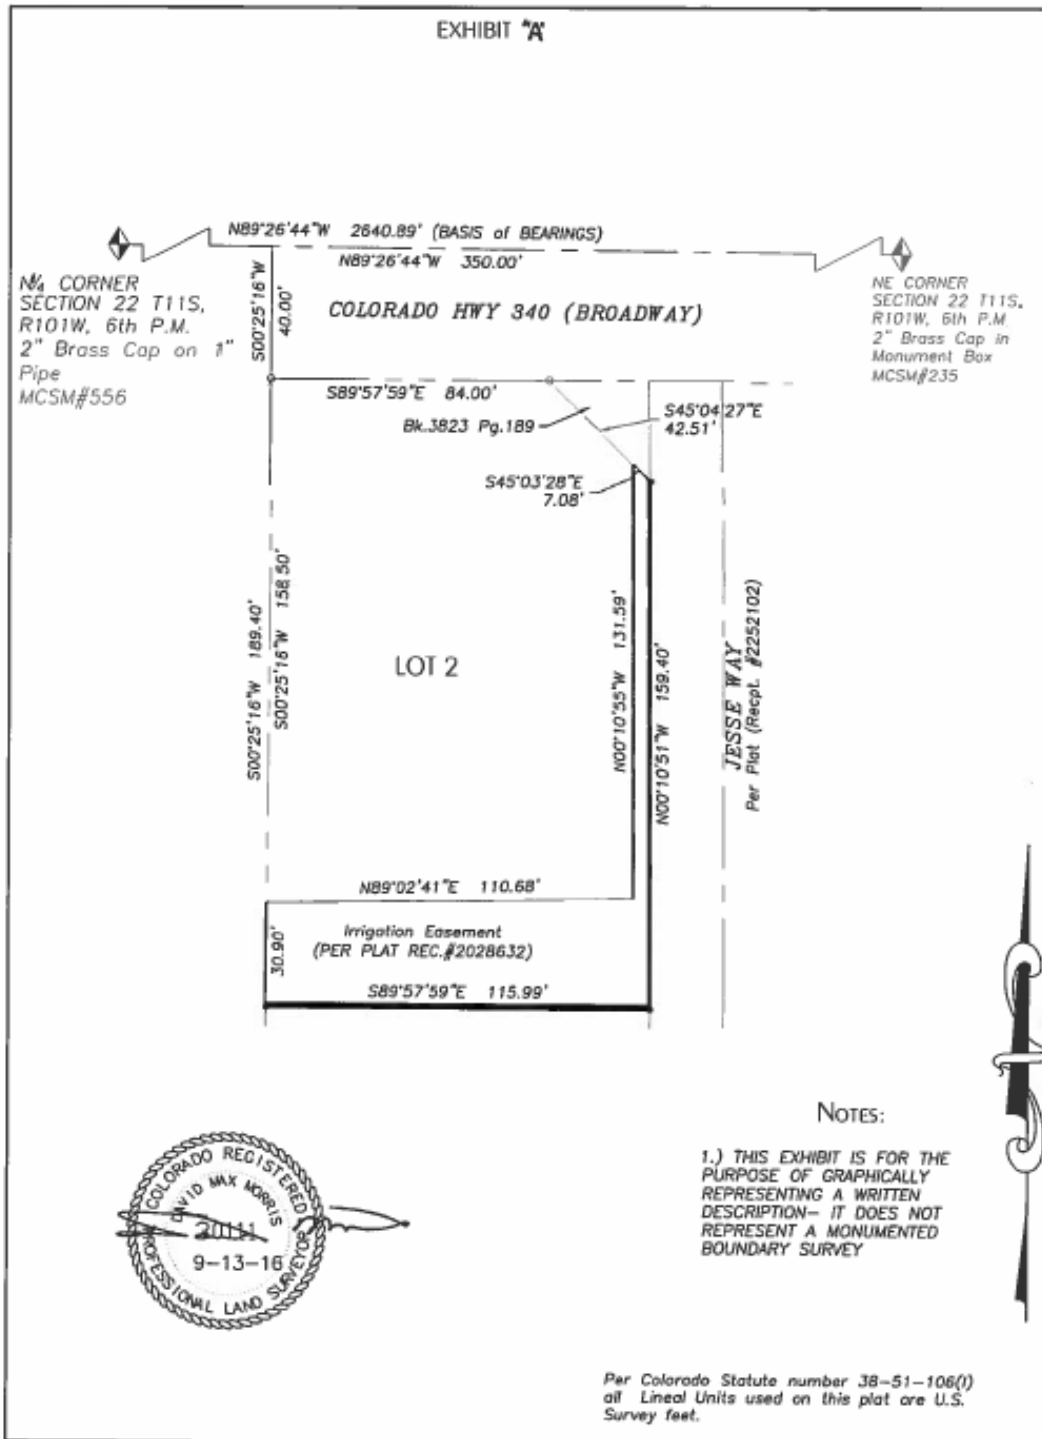 EXHIBIT "A"
N89°26'44"W 2640.89' (BASIS of BEARINGS)
N89°26'44"W 350.00'
N¼ CORNER
SECTION 22 T11S,
R101W, 6th P.M.
2" Brass Cap on 1"
Pipe
MCSM#556
S00°25'16"W
40.00'
COLORADO HWY 340 (BROADWAY)
NE CORNER
SECTION 22 T11S,
R101W, 6th P.M
2" Brass Cap in
Monument Box
MCSM#235
S89°57'59"E 84.00'
Bk.3823 Pg.189
S45°04'27"E
42.51'
S45°03'28"E
7.08'
S00°25'16"W 189.40'
S00°25'16"W 158.50'
LOT 2
N00°10'55"W 131.59'
N00°10'51"W 159.40'
JESSE WAY
Per Plat (Recpt. #2252102)
N89°02'41"E 110.68'
30.90'
Irrigation Easement
(PER PLAT REC.#2028632)
S89°57'59"E 115.99'
NOTES:
1.) THIS EXHIBIT IS FOR THE
PURPOSE OF GRAPHICALLY
REPRESENTING A WRITTEN
DESCRIPTION- IT DOES NOT
REPRESENT A MONUMENTED
BOUNDARY SURVEY
COLORADO REGISTERED
DAVID MAX MORRIS
9-13-16
PROFESSIONAL LAND SURVEYOR
Per Colorado Statute number 38-51-106(l)
all Lineal Units used on this plat are U.S.
Survey feet.